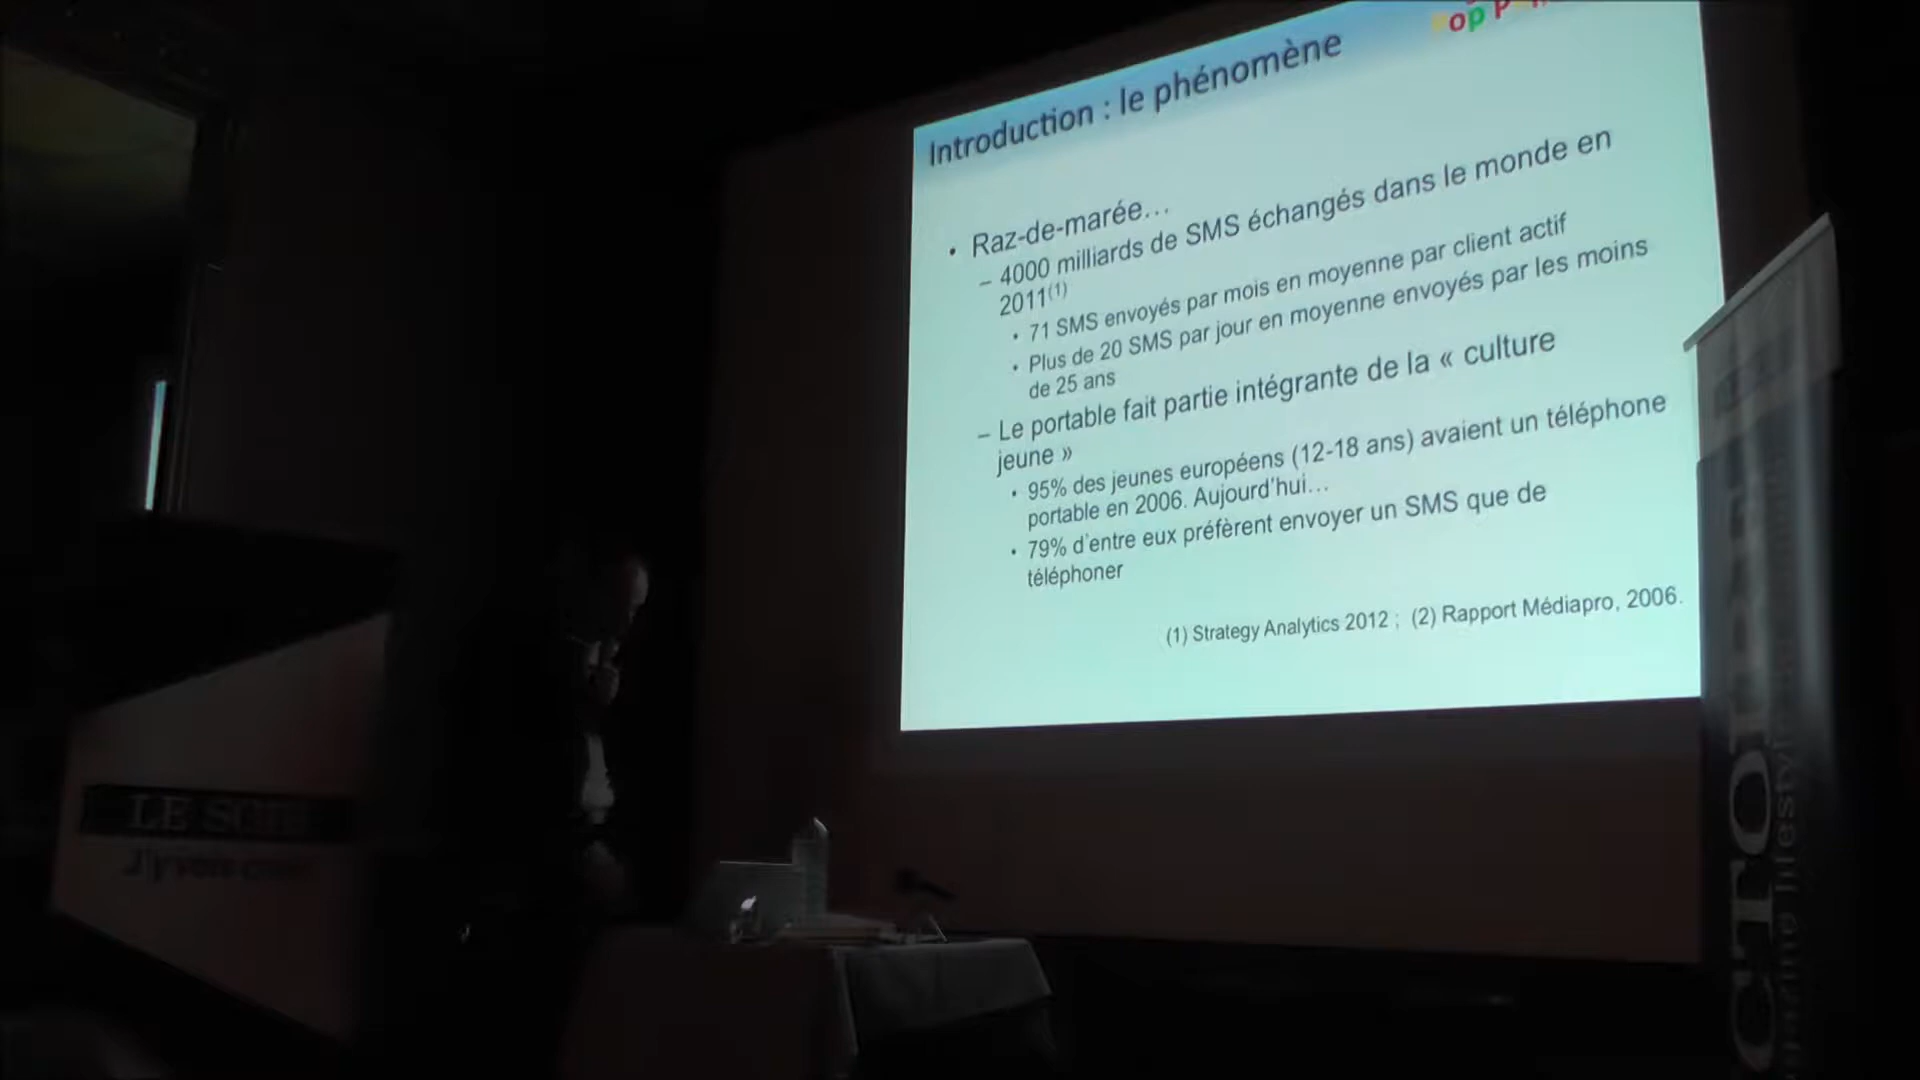 Introduction : le phénomène
• Raz-de-marée...
– 4000 milliards de SMS échangés dans le monde en
2011(1)
• 71 SMS envoyés par mois en moyenne par client actif
• Plus de 20 SMS par jour en moyenne envoyés par les moins
de 25 ans
– Le portable fait partie intégrante de la « culture
jeune »
• 95% des jeunes européens (12-18 ans) avaient un téléphone
portable en 2006. Aujourd'hui...
• 79% d'entre eux préfèrent envoyer un SMS que de
téléphoner
(1) Strategy Analytics 2012 ; (2) Rapport Médiapro, 2006.
LE SOIR